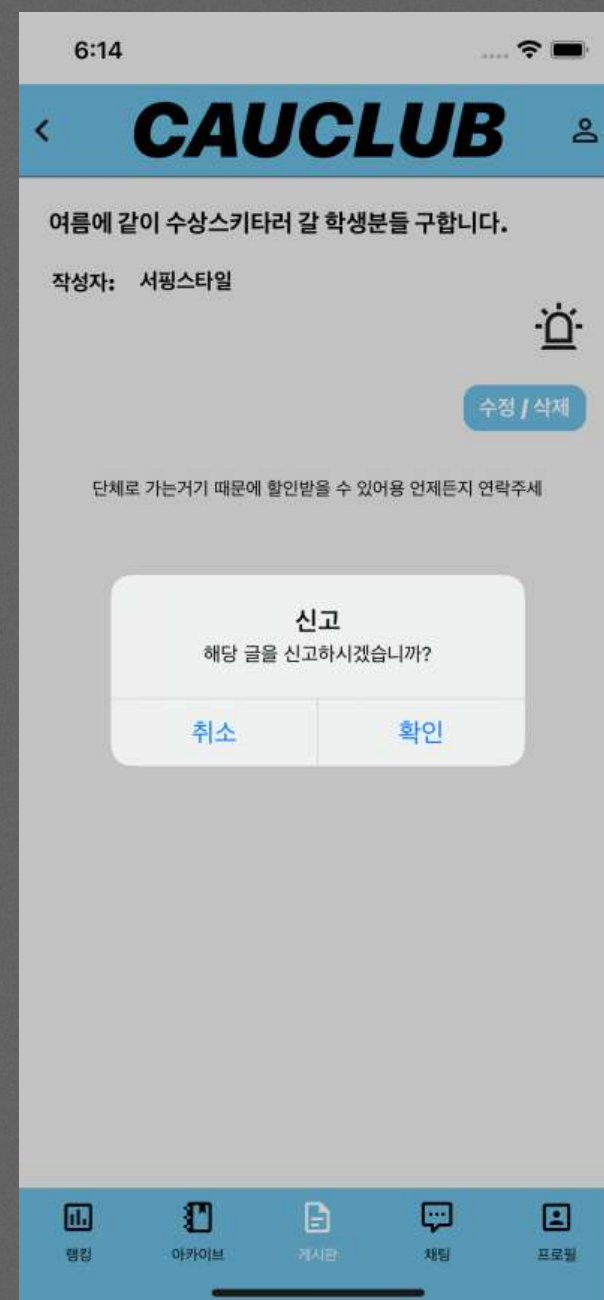 6:14
CAUCLUB
여름에 같이 수상스키타러 갈 학생분들 구합니다.
작성자: 서핑스타일
수정 / 삭제
단체로 가는거기 때문에 할인받을 수 있어용 언제든지 연락주세
신고
해당 글을 신고하시겠습니까?
취소 확인
랭킹 아카이브 게시판 채팅 프로필